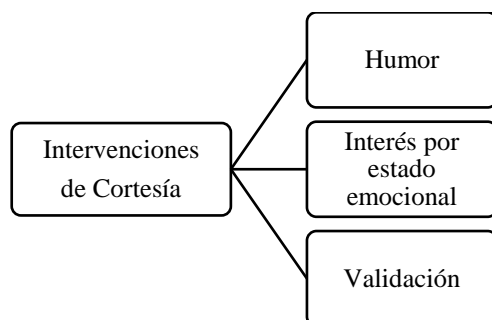 Intervenciones
de Cortesía
Humor
Interés por
estado
emocional
Validación